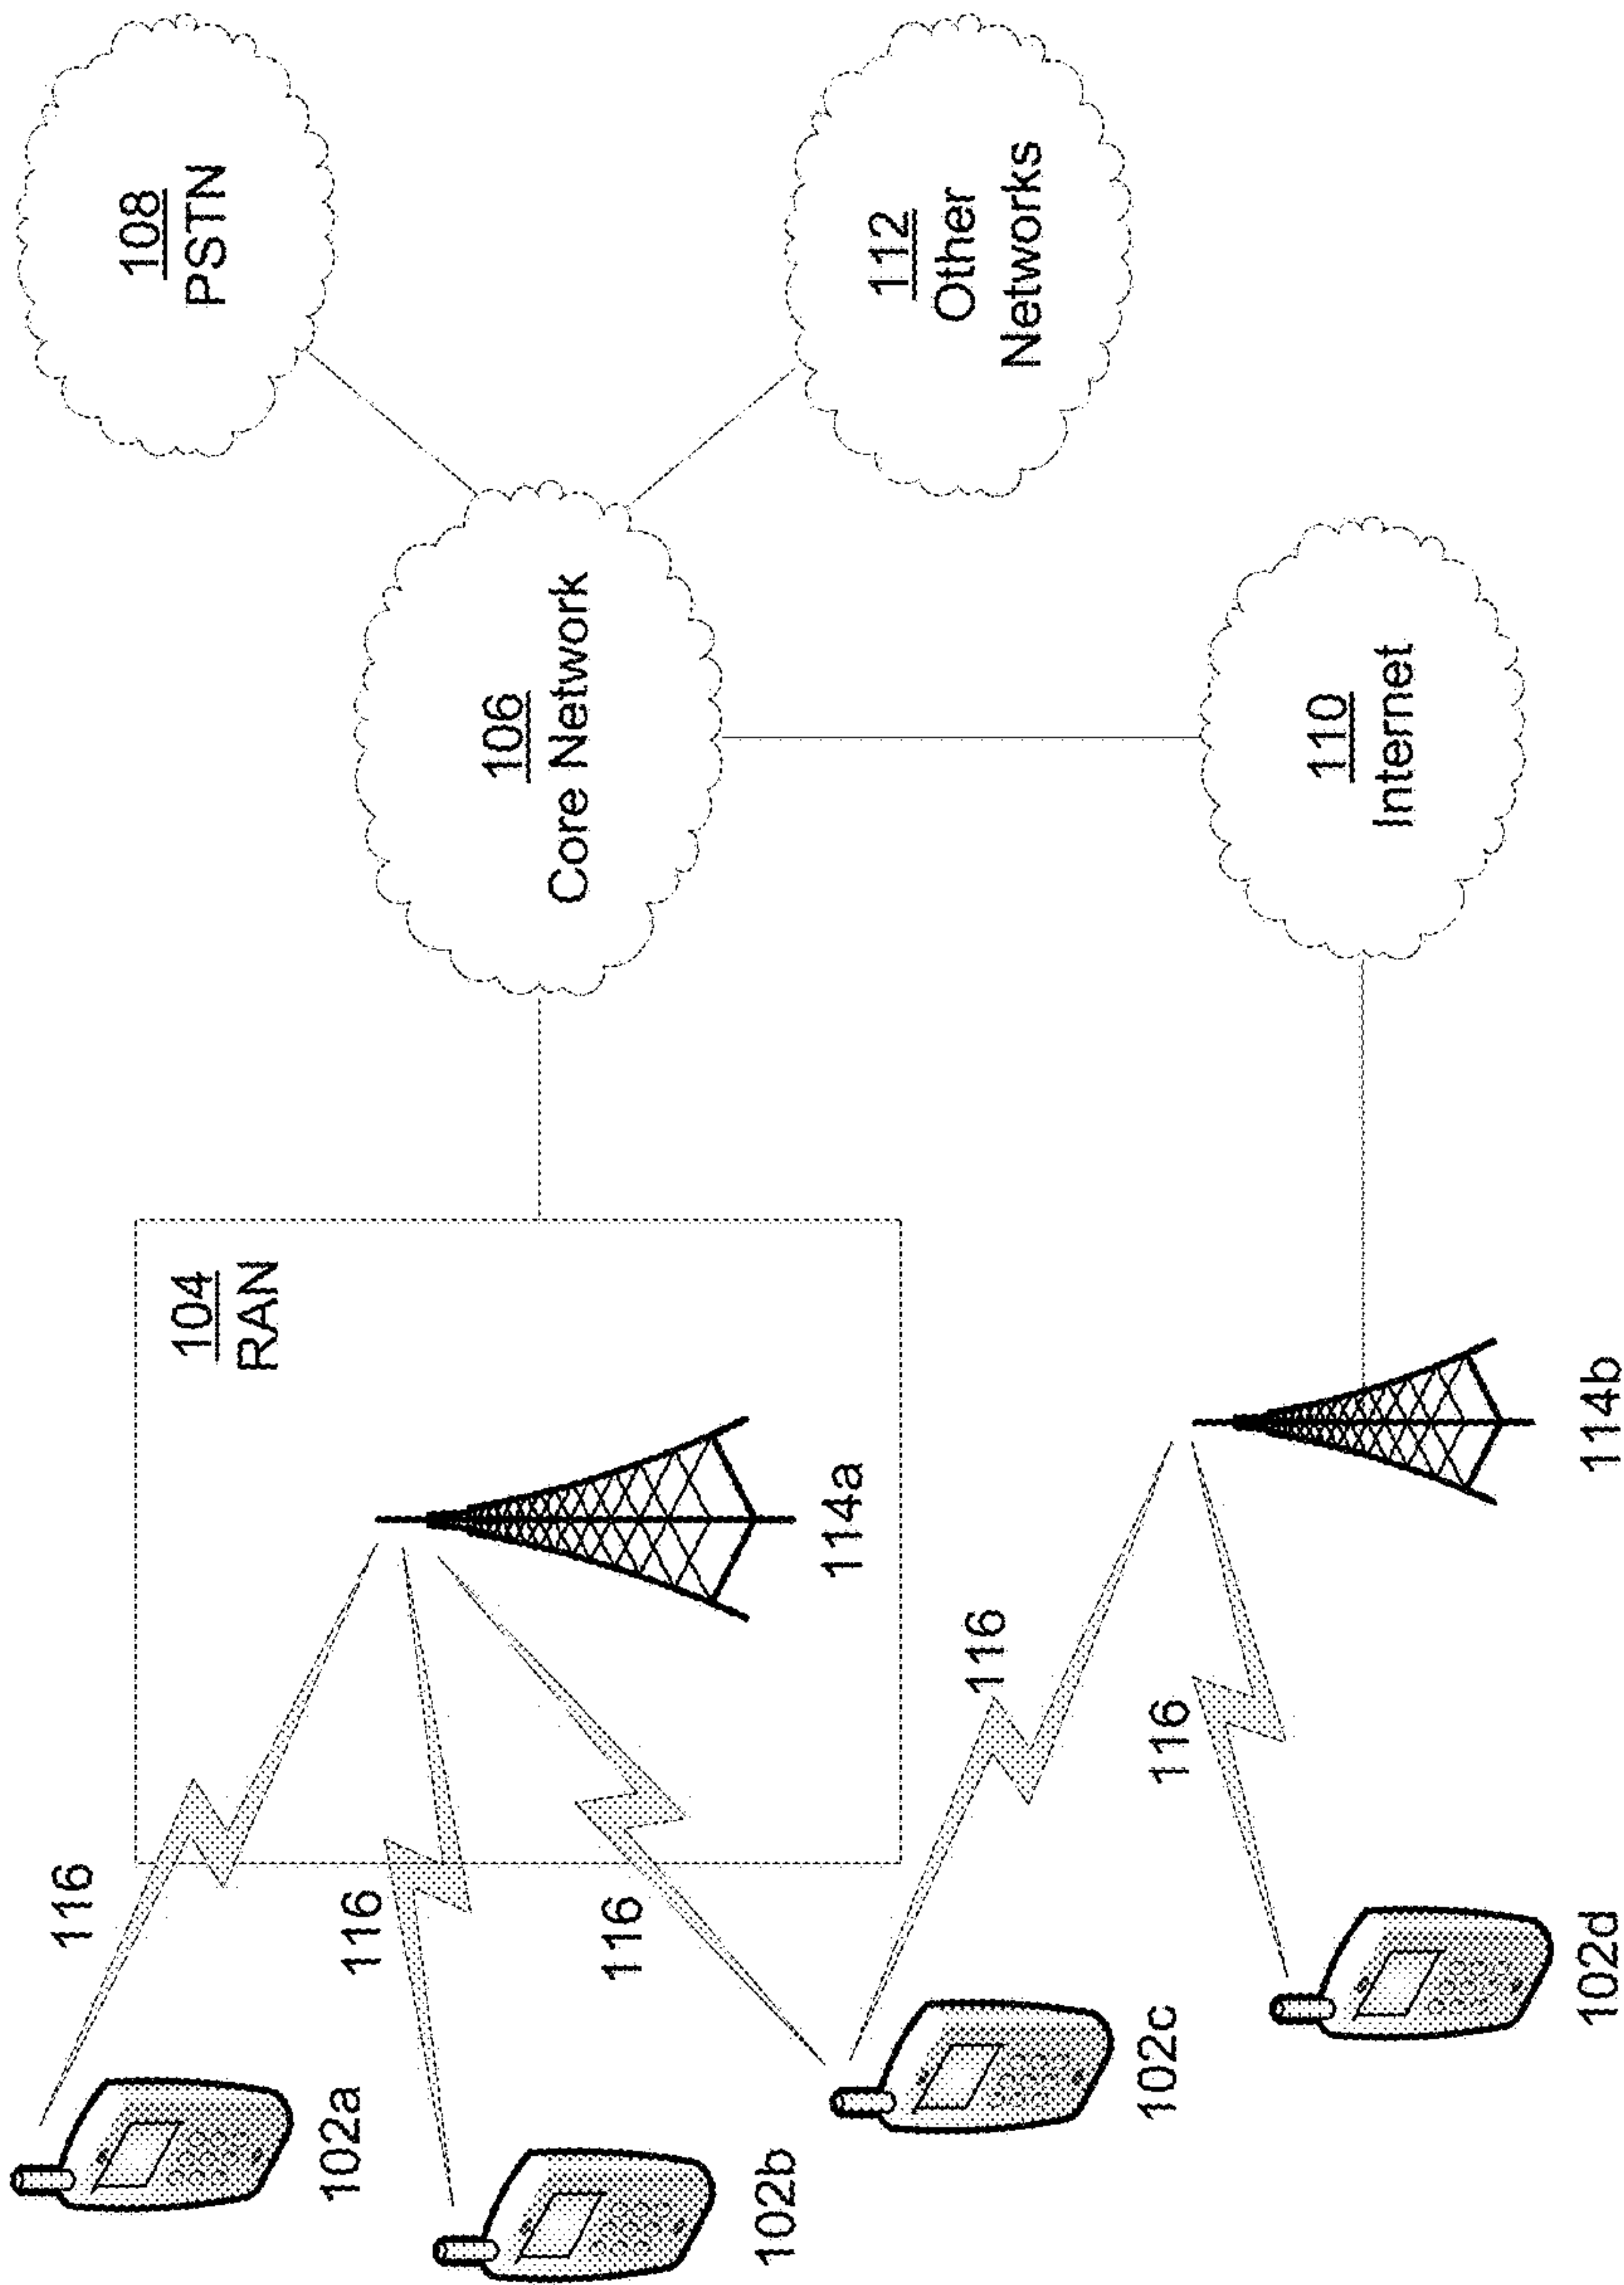 116
102a
116
102b
116
102c
116
116
102d
104
RAN
114a
114b
106
Core Network
108
PSTN
112
Other
Networks
110
Internet